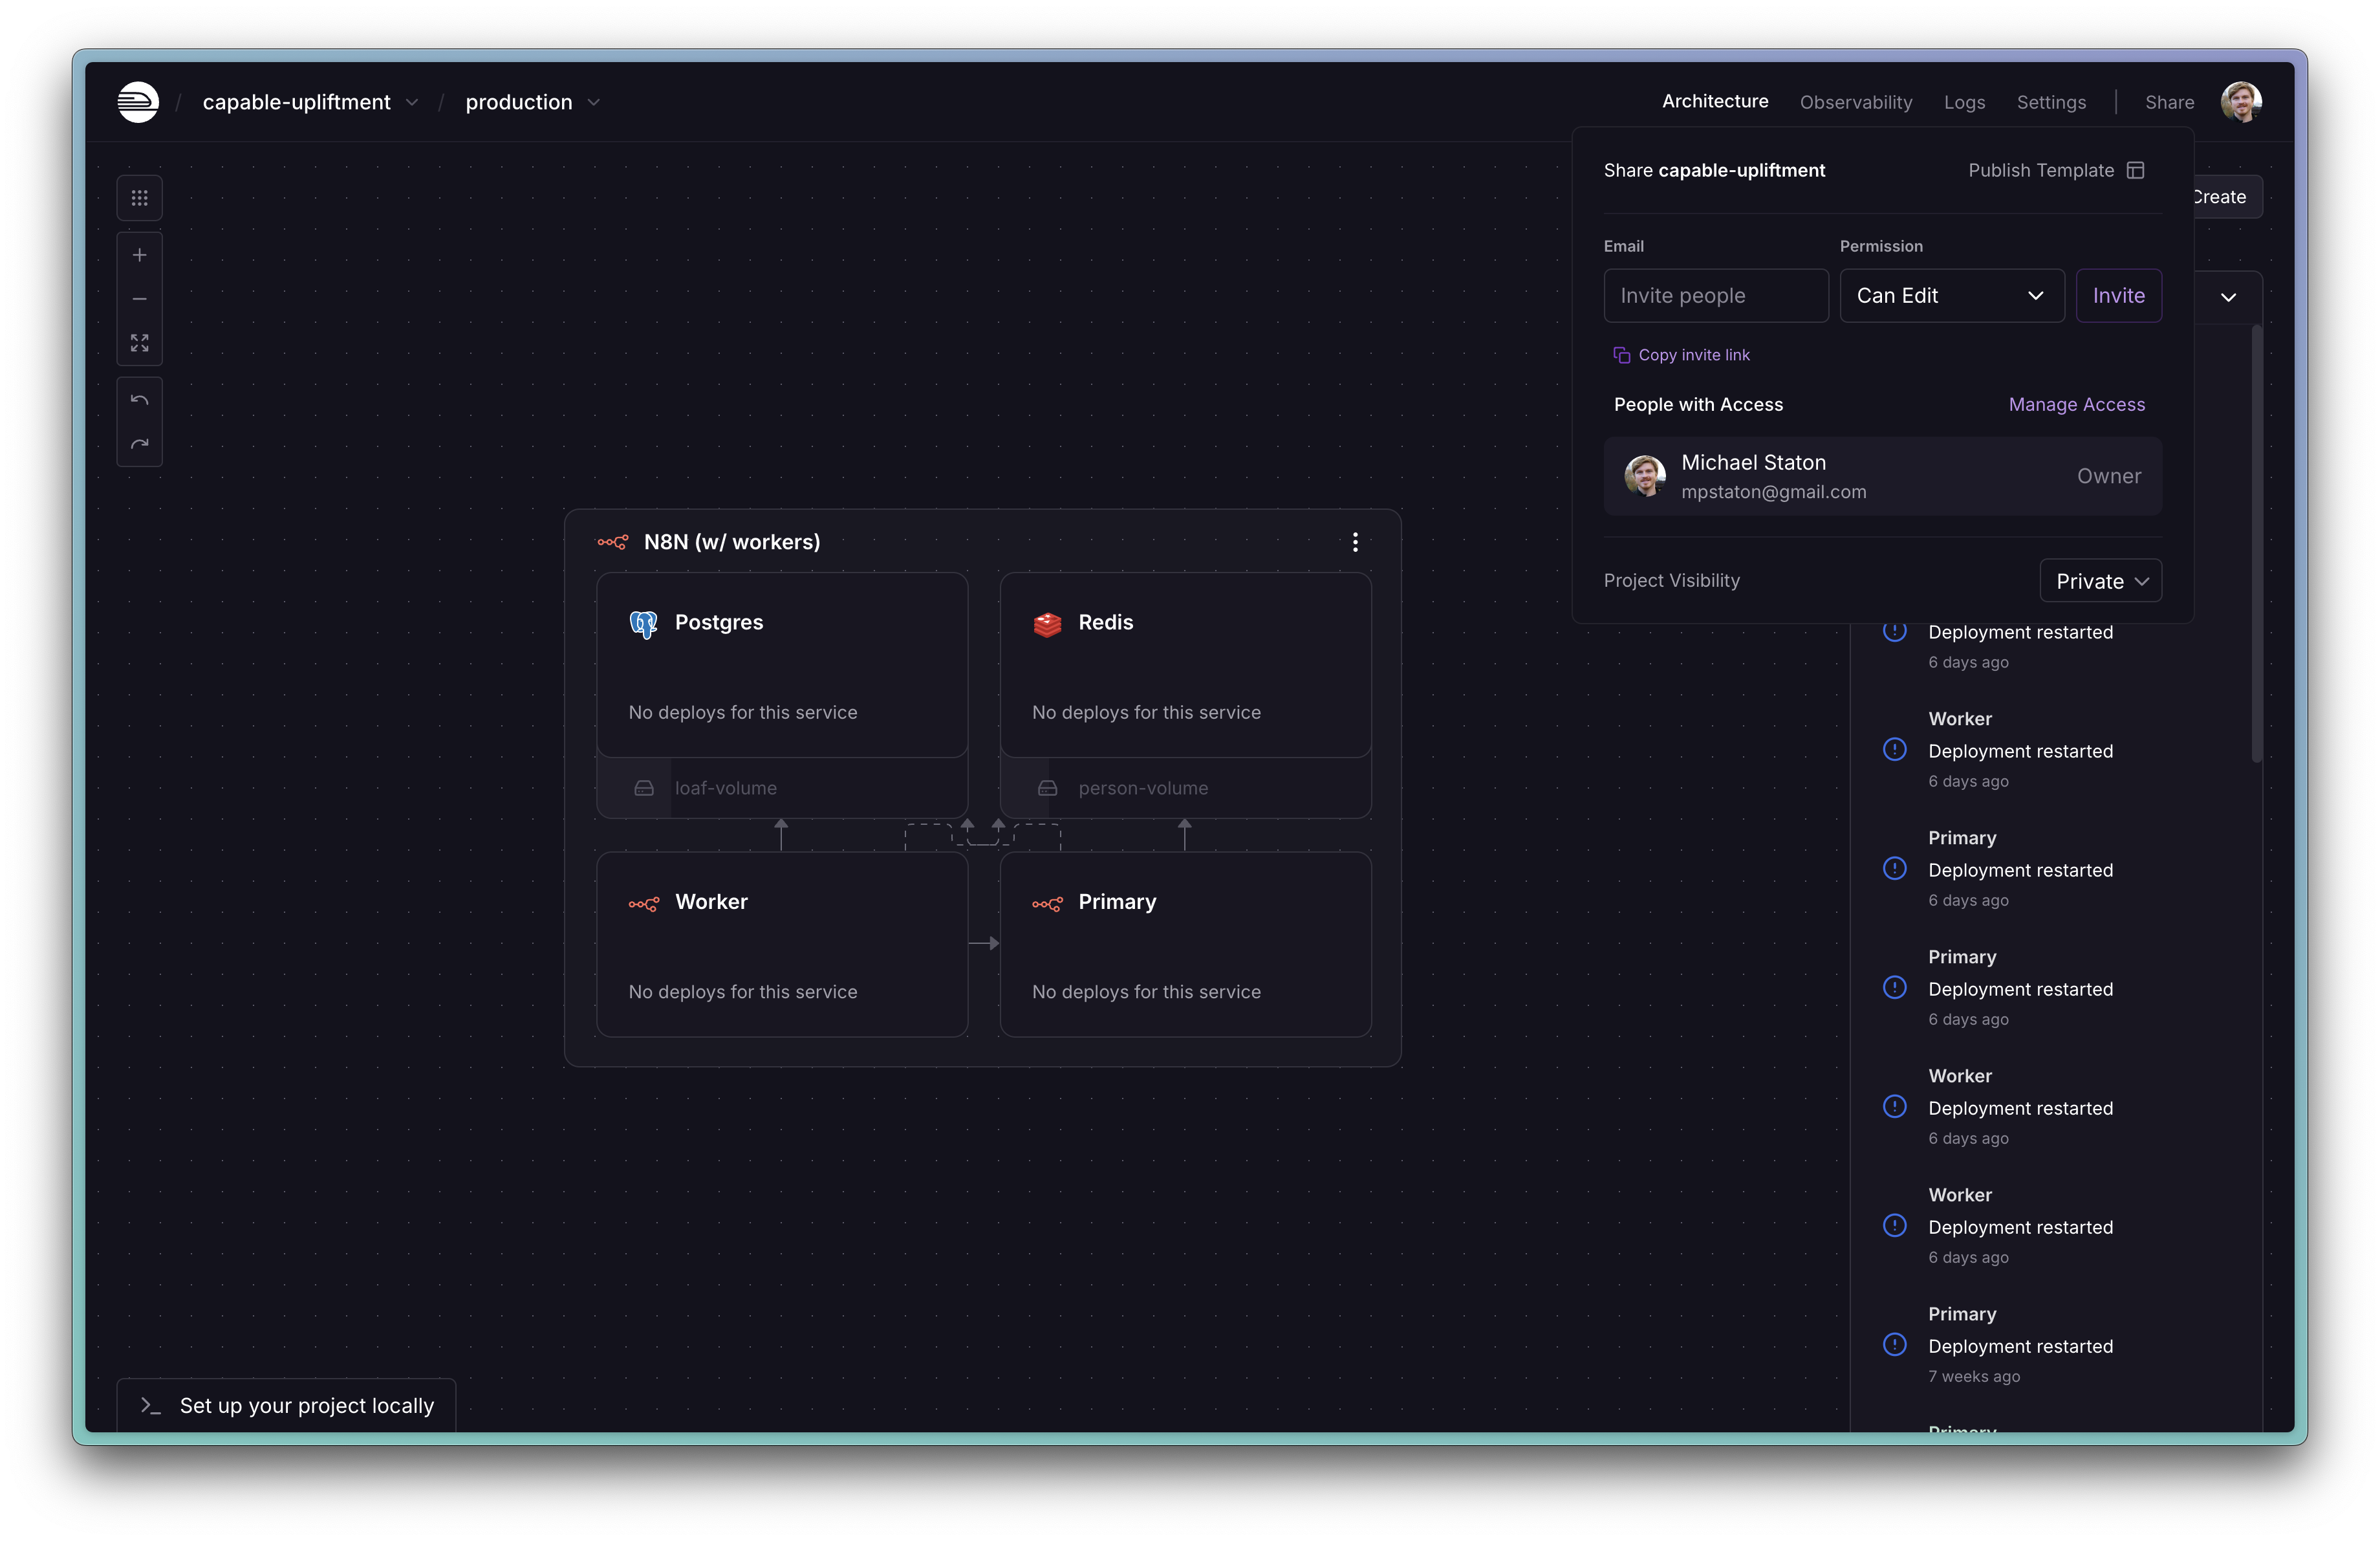 / capable-upliftment / production
Architecture Observability Logs Settings Share
Share capable-upliftment Publish Template
Create
Email Permission
Invite people Can Edit Invite
Copy invite link
People with Access Manage Access
Michael Staton
mpstaton@gmail.com
Owner
Project Visibility Private
N8N (w/ workers)
Postgres
No deploys for this service
loaf-volume
Redis
No deploys for this service
person-volume
Worker
No deploys for this service
Primary
No deploys for this service
Deployment restarted
6 days ago
Worker
Deployment restarted
6 days ago
Primary
Deployment restarted
6 days ago
Primary
Deployment restarted
6 days ago
Worker
Deployment restarted
6 days ago
Worker
Deployment restarted
6 days ago
Primary
Deployment restarted
7 weeks ago
Primary
Set up your project locally